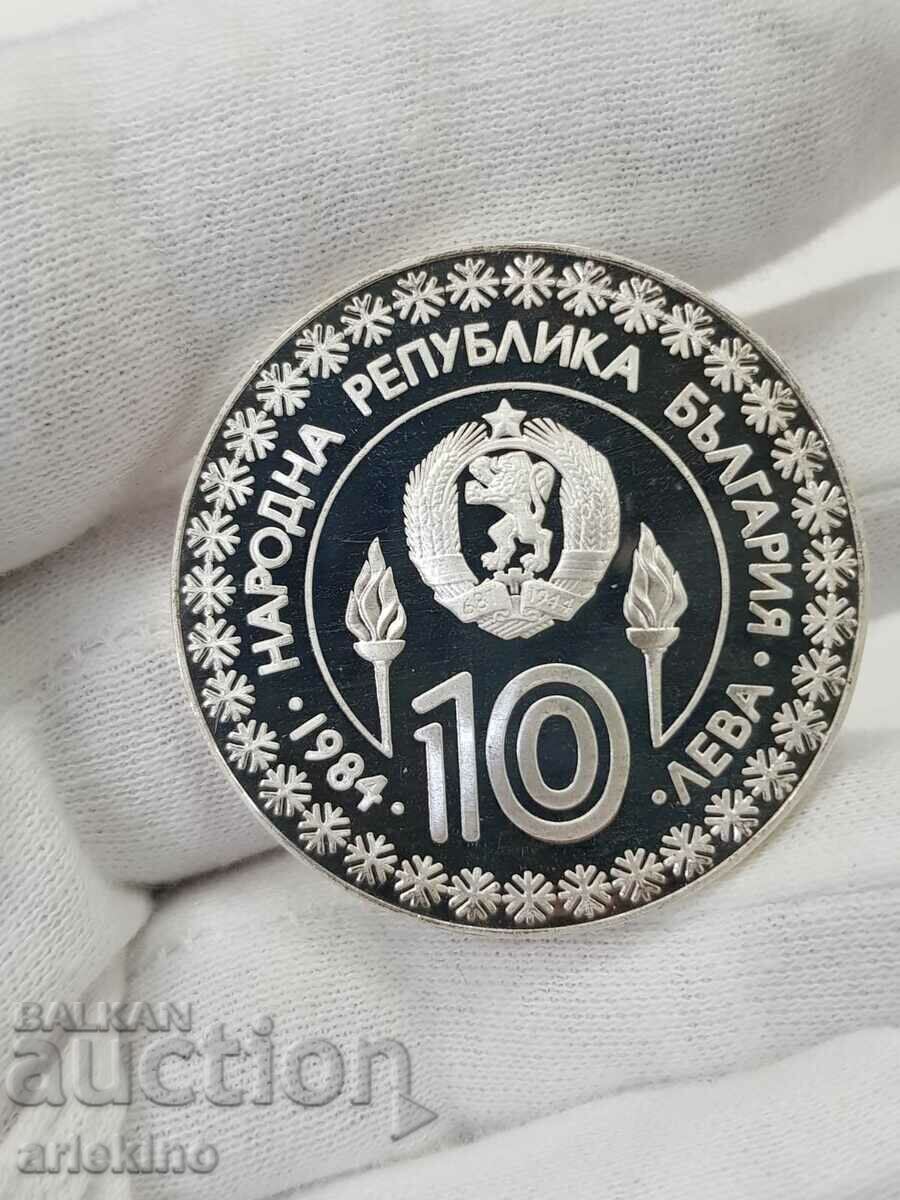 НАРОДНА РЕПУБЛИКА БЪЛГАРИЯ
681 1944
10
· 1984 ·
· ЛЕВА ·
BALKAN
auction
arlekino